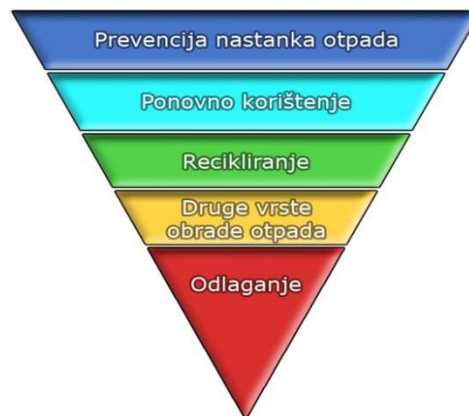 Prevencija nastanka otpada
Ponovno korištenje
Recikliranje
Druge vrste
obrade otpada
Odlaganje